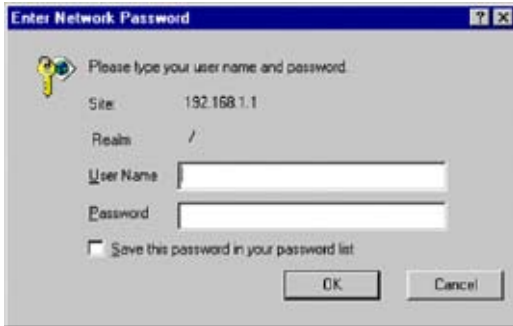 Enter Network Password
Please type your user name and password.
Site: 192.168.1.1
Realm /
User Name
Password
Save this password in your password list
OK Cancel